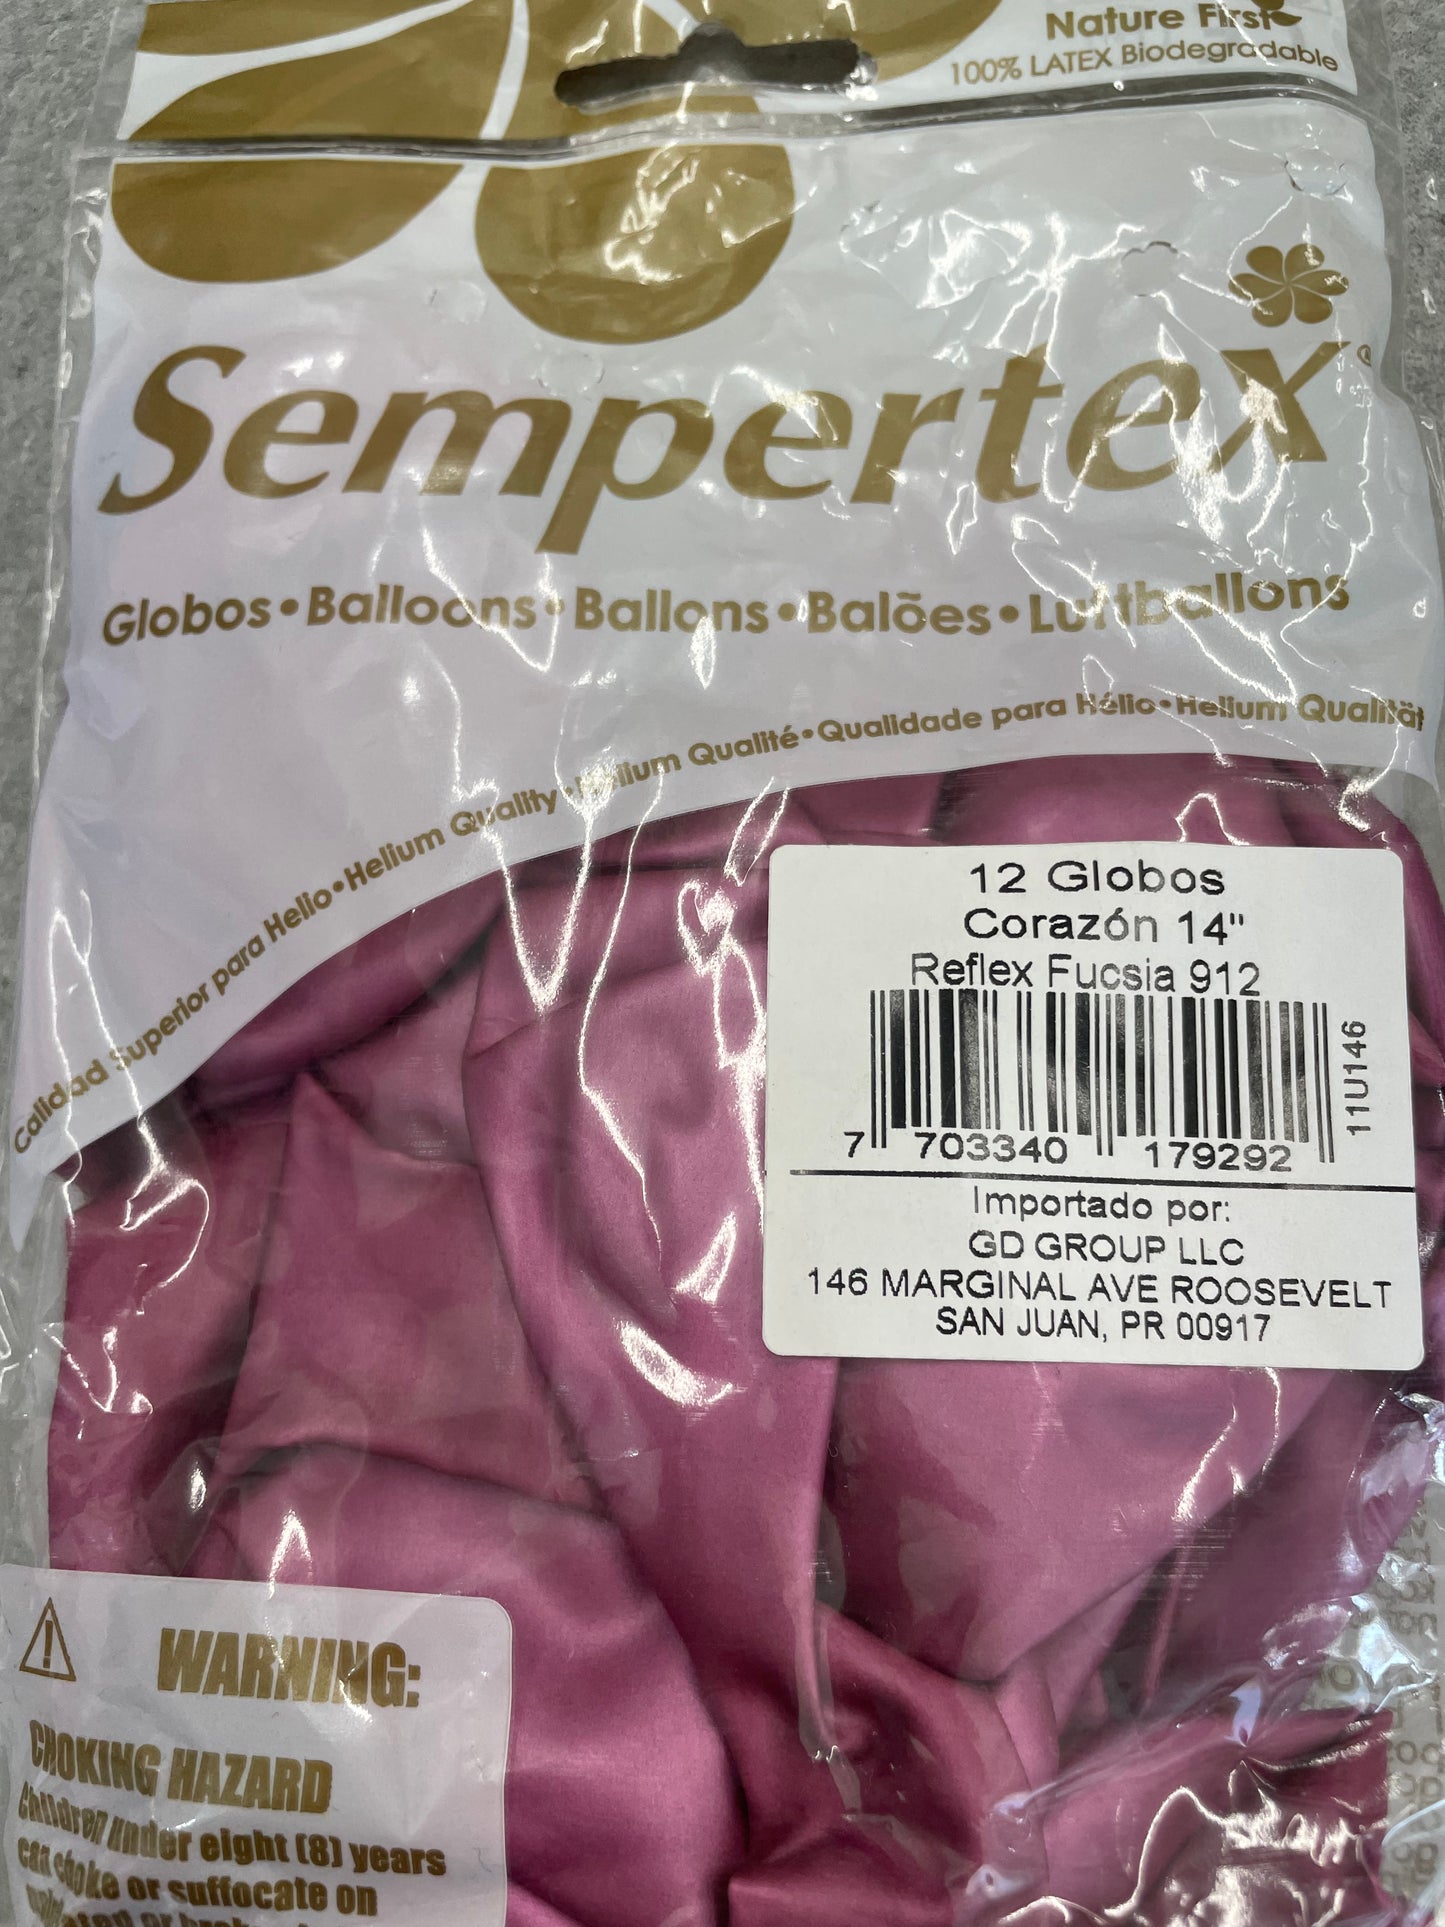 Nature First
100% LATEX Biodegradable
Sempertex®
Globos • Balloons • Ballons • Balões • Luftballons
Calidad Superior para Helio • Helium Quality • Helium Qualité • Qualidade para Hélio • Helium Qualität
12 Globos
Corazón 14"
Reflex Fucsia 912
11U146
7 703340 179292
Importado por:
GD GROUP LLC
146 MARGINAL AVE ROOSEVELT
SAN JUAN, PR 00917
WARNING:
CHOKING HAZARD
Children under eight (8) years
can choke or suffocate on